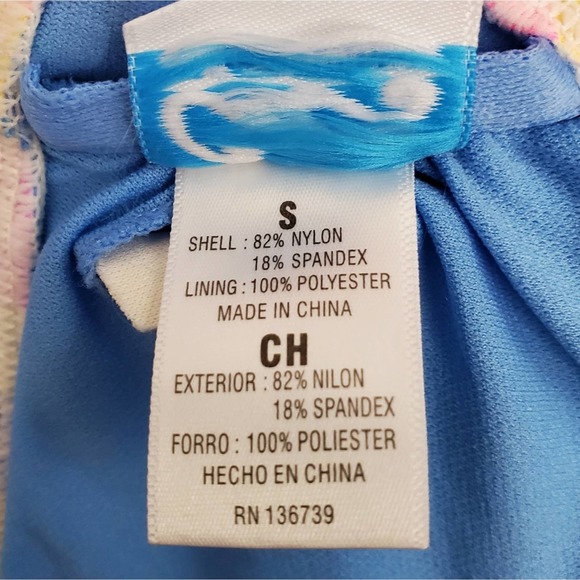 S
SHELL : 82% NYLON
18% SPANDEX
LINING : 100% POLYESTER
MADE IN CHINA
CH
EXTERIOR : 82% NILON
18% SPANDEX
FORRO : 100% POLIESTER
HECHO EN CHINA
RN 136739